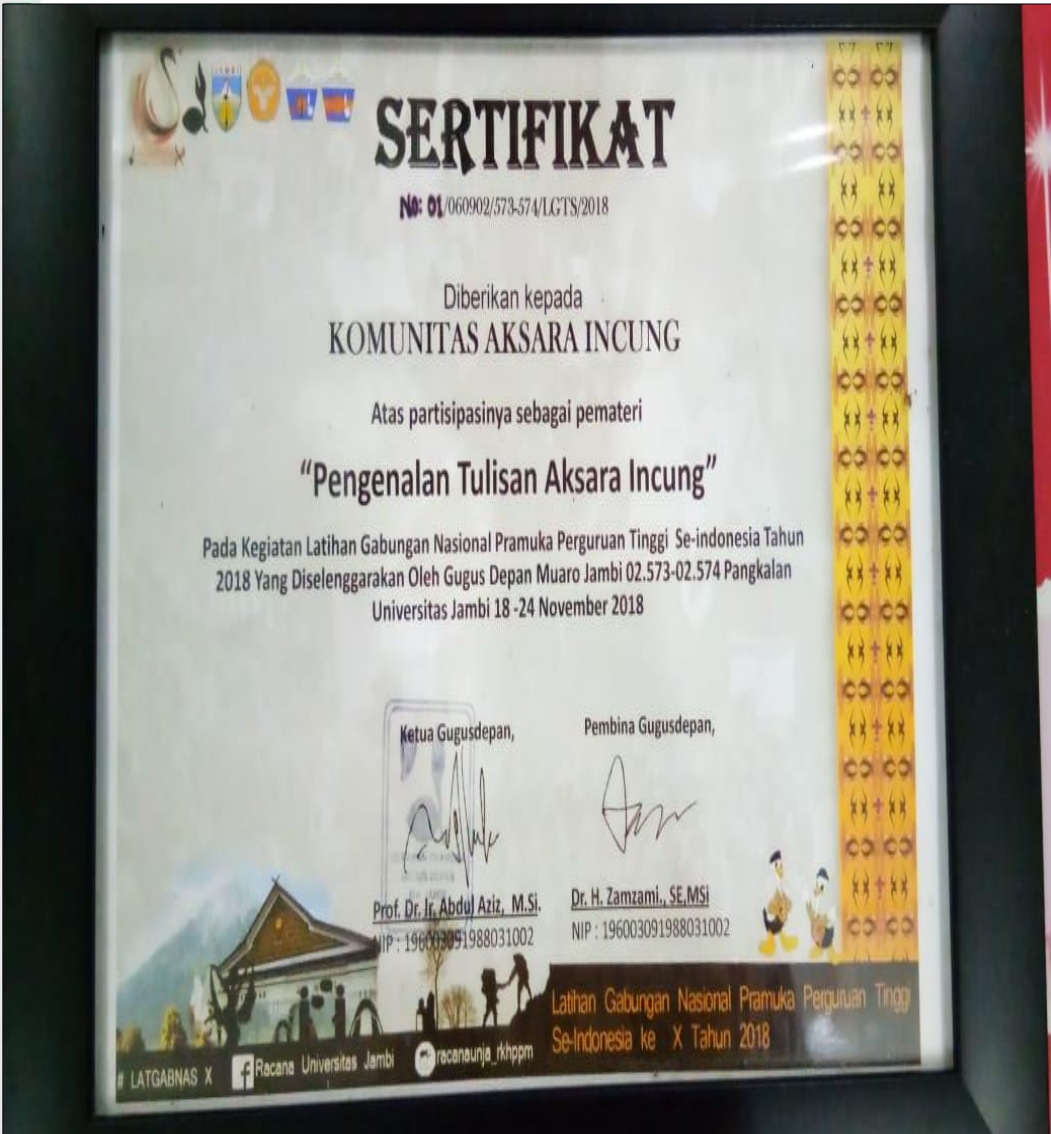 JAMBI
SERTIFIKAT
No: 01/060902/573-574/LGTS/2018
Diberikan kepada
KOMUNITAS AKSARA INCUNG
Atas partisipasinya sebagai pemateri
“Pengenalan Tulisan Aksara Incung”
Pada Kegiatan Latihan Gabungan Nasional Pramuka Perguruan Tinggi Se-indonesia Tahun
2018 Yang Diselenggarakan Oleh Gugus Depan Muaro Jambi 02.573-02.574 Pangkalan
Universitas Jambi 18 -24 November 2018
Ketua Gugusdepan,
Pembina Gugusdepan,
Prof. Dr. Ir. Abdul Aziz, M.Si.
NIP : 196003091988031002
Dr. H. Zamzami., SE,MSi
NIP : 196003091988031002
Latihan Gabungan Nasional Pramuka Perguruan Tinggi
Se-Indonesia ke X Tahun 2018
# LATGABNAS X
Racana Universitas Jambi
racanaunja_rkhppm